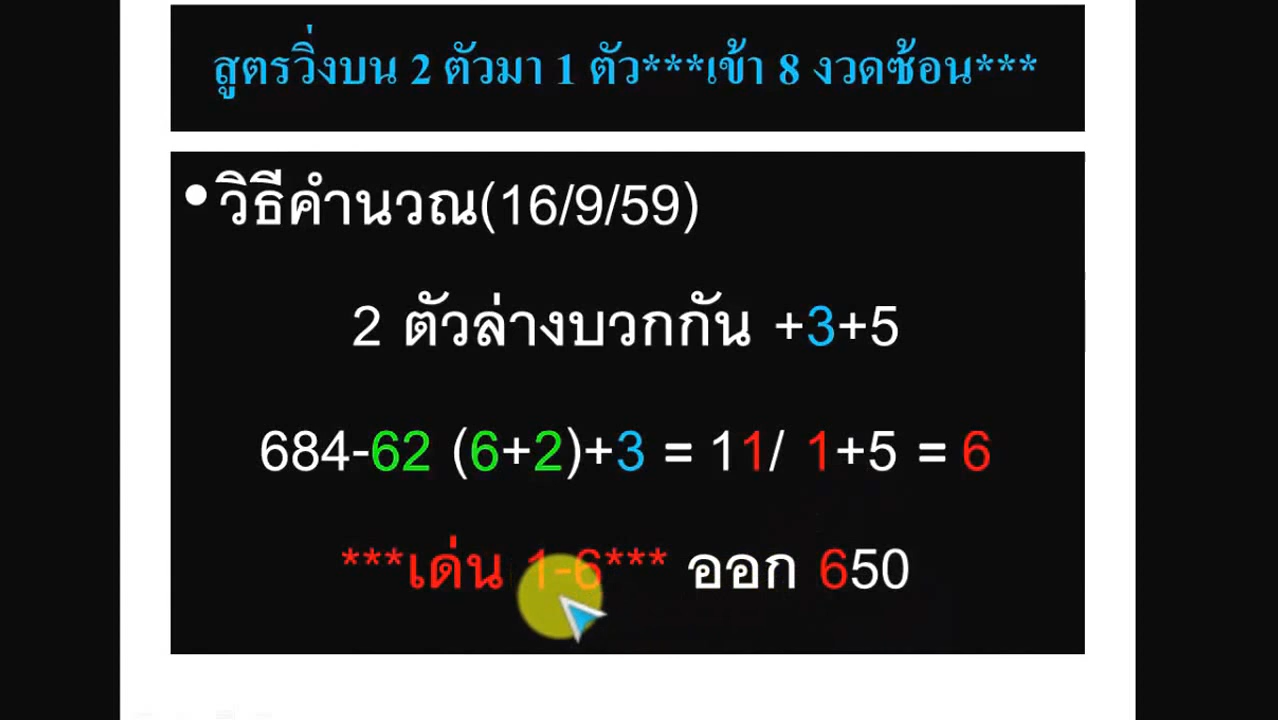 สูตรวิ่งบน 2 ตัวมา 1 ตัว***เข้า 8 งวดซ้อน***
•วิธีคำนวณ(16/9/59)
2 ตัวล่างบวกกัน +3+5
684-62 (6+2)+3 = 11/ 1+5 = 6
***เด่น 1-6*** ออก 650